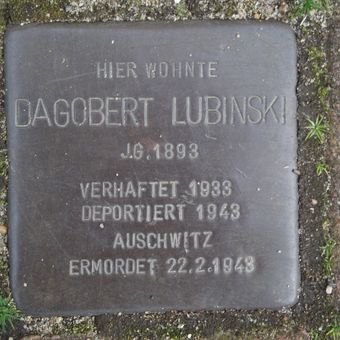 HIER WOHNTE
DAGOBERT LUBINSKI
JG. 1893
VERHAFTET 1933
DEPORTIERT 1943
AUSCHWITZ
ERMORDET 22.2.1943